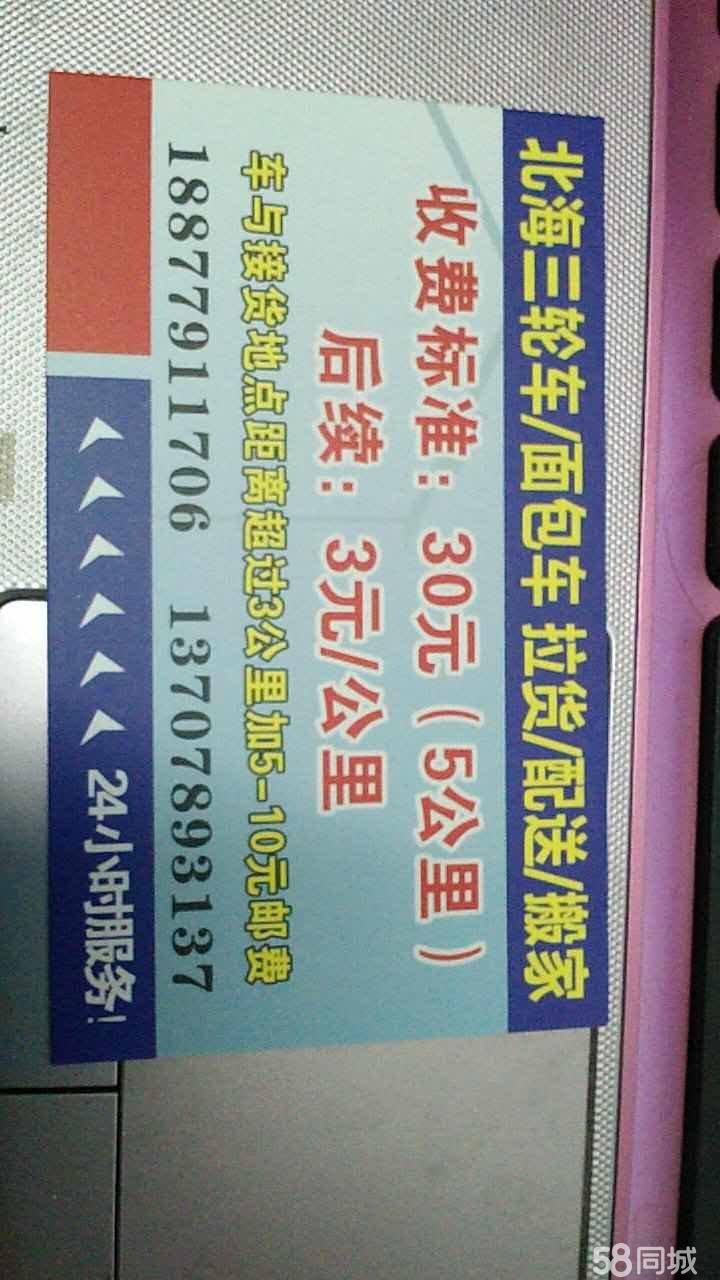 北海三轮车/面包车 拉货/配送/搬家
收费标准：30元（5公里）
后续：3元/公里
车与接货地点距离超过3公里加5-10元邮费
18877911706 13707893137
24小时服务!
58同城